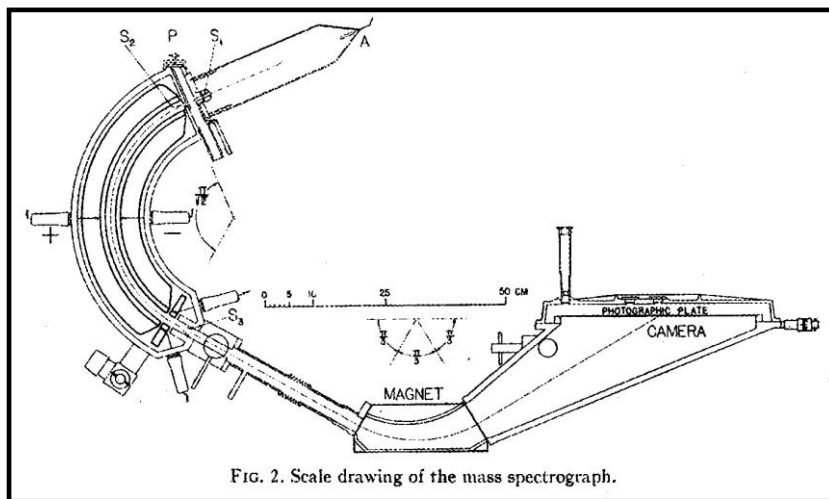 S₂ P S₁ A
π/√2
+ −
0 5 10 25 50 CM
S₃
π/3 π/3
π/3
PHOTOGRAPHIC PLATE
CAMERA
MAGNET
FIG. 2. Scale drawing of the mass spectrograph.